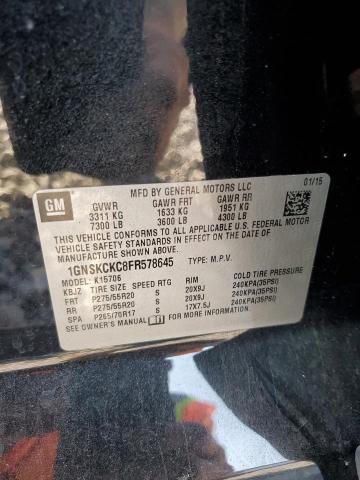 GM
MFD BY GENERAL MOTORS LLC 01/15
GVWR GAWR FRT GAWR RR
3311 KG 1633 KG 1951 KG
7300 LB 3600 LB 4300 LB
THIS VEHICLE CONFORMS TO ALL APPLICABLE U.S. FEDERAL MOTOR
VEHICLE SAFETY STANDARDS IN EFFECT ON THE DATE OF
MANUFACTURE SHOWN ABOVE.
1GNSKCKC8FR578645 TYPE: M.P.V.
MODEL: K15706
KBJZ TIRE SIZE SPEED RTG RIM COLD TIRE PRESSURE
FRT P275/55R20 S 20X9J 240KPA(35PSI)
RR P275/55R20 S 20X9J 240KPA(35PSI)
SPA P265/70R17 S 17X7.5J 240KPA(35PSI)
SEE OWNER'S MANUAL FOR MORE INFORMATION.